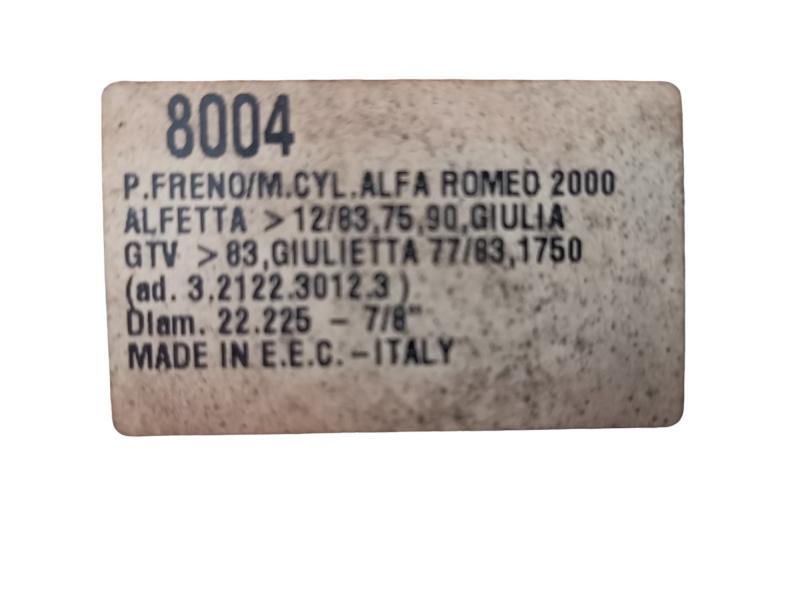 8004
P.FRENO/M.CYL.ALFA ROMEO 2000
ALFETTA > 12/83,75,90,GIULIA
GTV > 83,GIULIETTA 77/83,1750
(ad. 3.2122.3012.3 )
Diam. 22.225 - 7/8"
MADE IN E.E.C. - ITALY